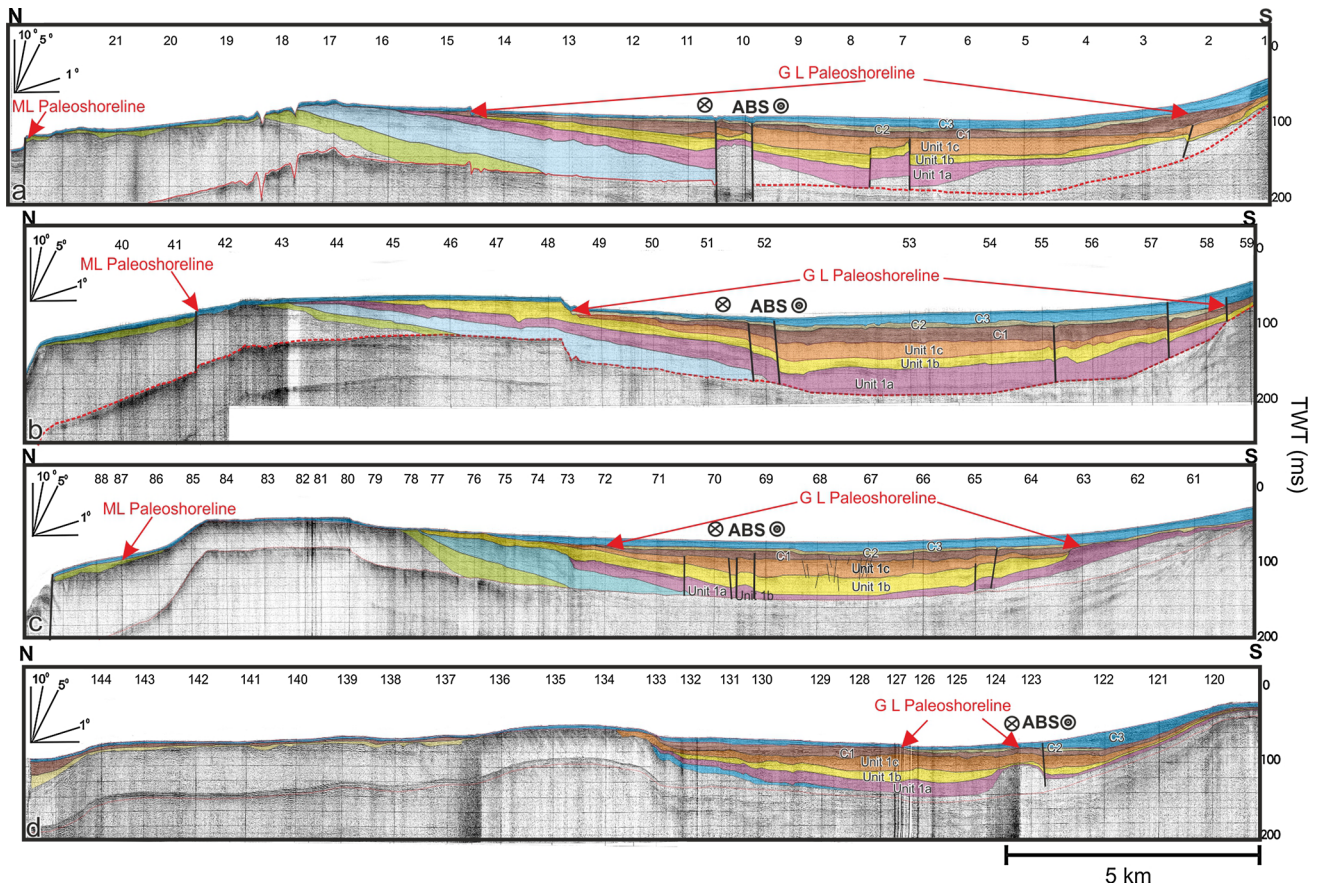 N S
10° 5° 1°
21 20 19 18 17 16 15 14 13 12 11 10 9 8 7 6 5 4 3 2 1
0
G L Paleoshoreline
ML Paleoshoreline
ABS
100
C3
C2
C1
Unit 1c
Unit 1b
Unit 1a
a
200
N S
10° 5° 1°
40 41 42 43 44 45 46 47 48 49 50 51 52 53 54 55 56 57 58 59
0
ML Paleoshoreline
G L Paleoshoreline
ABS
100
C3
C2
C1
Unit 1c
Unit 1b
Unit 1a
200
b
TWT (ms)
N S
10° 5° 1°
88 87 86 85 84 83 82 81 80 79 78 77 76 75 74 73 72 71 70 69 68 67 66 65 64 63 62 61
0
G L Paleoshoreline
ML Paleoshoreline
ABS
100
C3
C2
C1
Unit 1c
Unit 1b
Unit 1a Unit 1b
c
200
N S
10° 5° 1°
144 143 142 141 140 139 138 137 136 135 134 133 132 131 130 129 128 127 126 125 124 123 122 121 120
0
G L Paleoshoreline
ABS
C3
C2
C1
100
Unit 1c
Unit 1b
Unit 1a
d
200
5 km